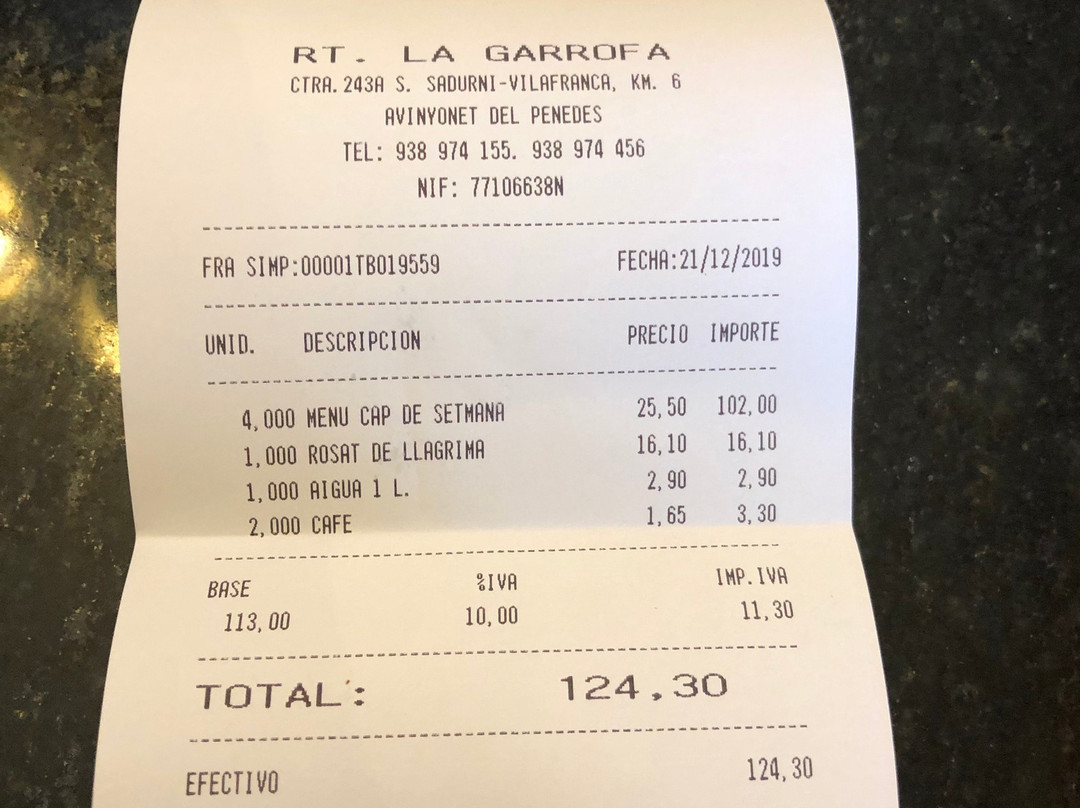 RT. LA GARROFA
CTRA.243A S. SADURNI-VILAFRANCA, KM. 6
AVINYONET DEL PENEDES
TEL: 938 974 155. 938 974 456
NIF: 77106638N
FRA SIMP:00001TB019559 FECHA:21/12/2019
UNID. DESCRIPCION PRECIO IMPORTE
4,000 MENU CAP DE SETMANA 25,50 102,00
1,000 ROSAT DE LLAGRIMA 16,10 16,10
1,000 AIGUA 1 L. 2,90 2,90
2,000 CAFE 1,65 3,30
BASE %IVA IMP.IVA
113,00 10,00 11,30
TOTAL: 124,30
EFECTIVO 124,30